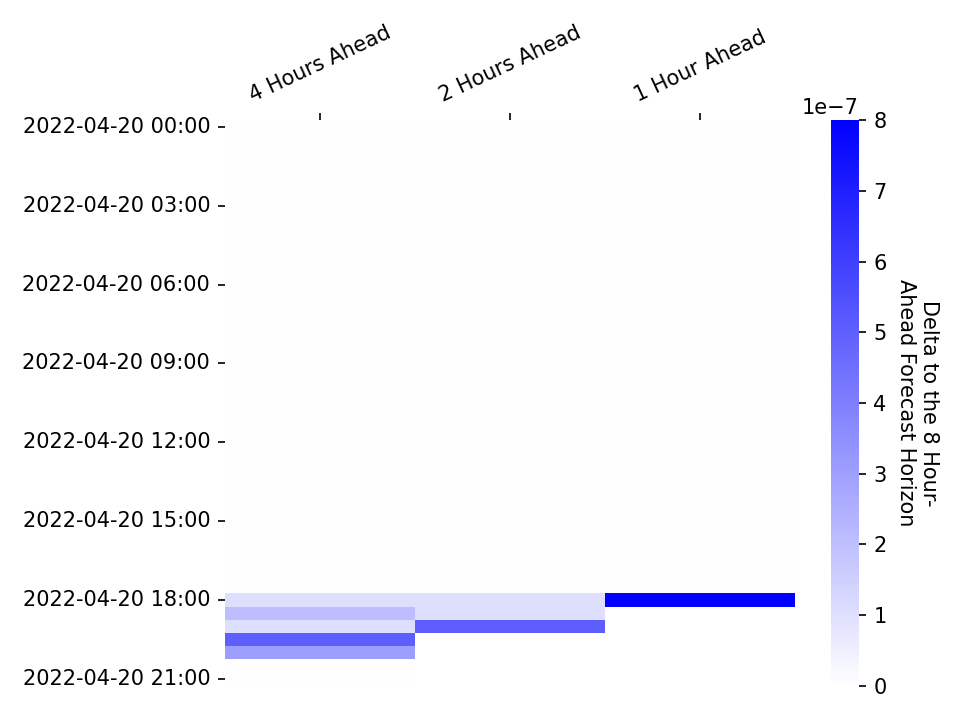 4 Hours Ahead
2 Hours Ahead
1 Hour Ahead
1e−7
2022-04-20 00:00
2022-04-20 03:00
2022-04-20 06:00
2022-04-20 09:00
2022-04-20 12:00
2022-04-20 15:00
2022-04-20 18:00
2022-04-20 21:00
8
7
6
5
4
3
2
1
0
Delta to the 8 Hour-
Ahead Forecast Horizon